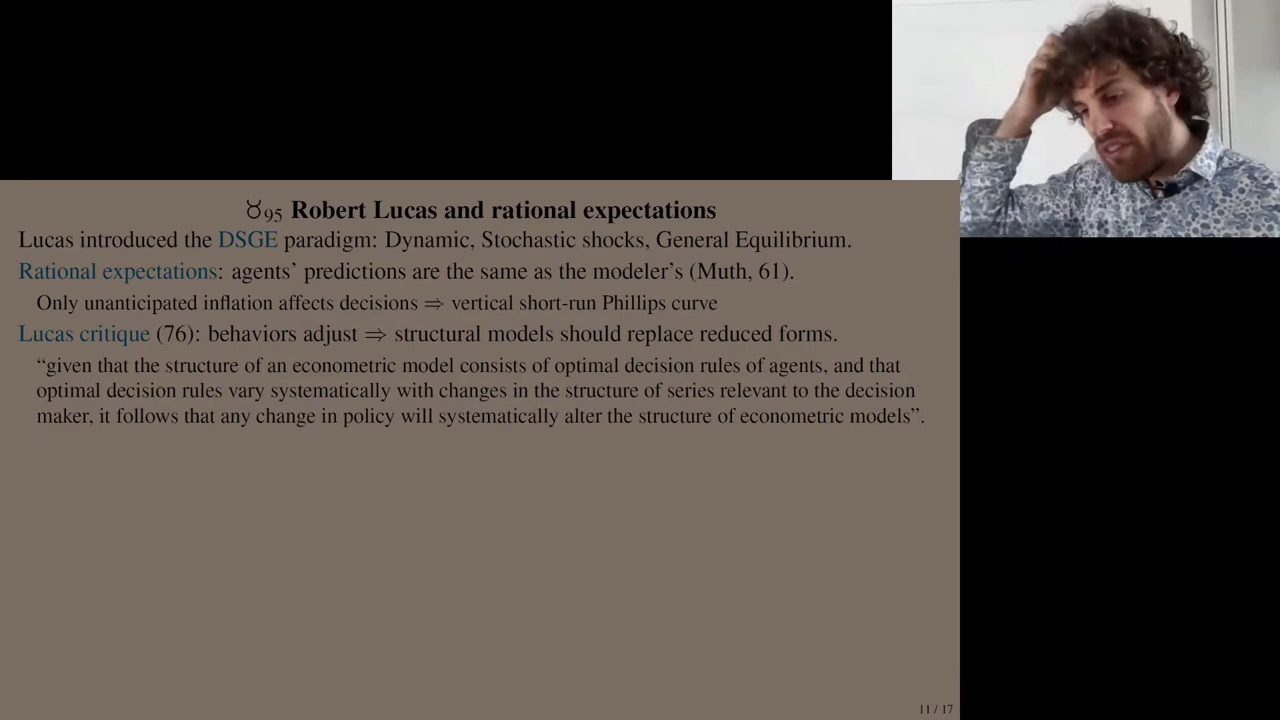 ♉95 Robert Lucas and rational expectations
Lucas introduced the DSGE paradigm: Dynamic, Stochastic shocks, General Equilibrium.
Rational expectations: agents’ predictions are the same as the modeler’s (Muth, 61).
Only unanticipated inflation affects decisions ⇒ vertical short-run Phillips curve
Lucas critique (76): behaviors adjust ⇒ structural models should replace reduced forms.
“given that the structure of an econometric model consists of optimal decision rules of agents, and that
optimal decision rules vary systematically with changes in the structure of series relevant to the decision
maker, it follows that any change in policy will systematically alter the structure of econometric models”.
11 / 17